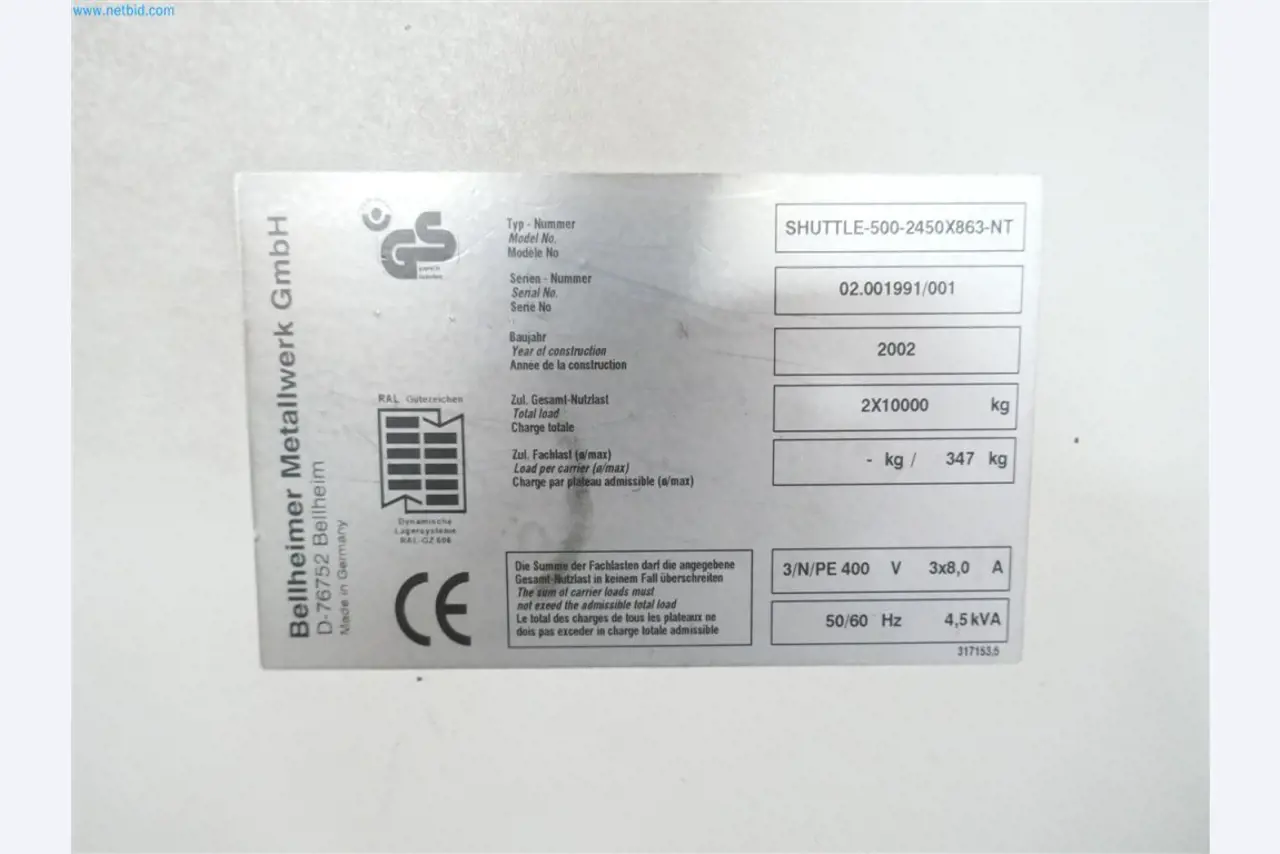 www.netbid.com
Bellheimer Metallwerk GmbH
D-76752 Bellheim
Made in Germany
GS
RAL Gütezeichen
Dynamische
Lagersysteme
RAL-GZ 606
CE
Typ - Nummer
Model No.
Modèle No
SHUTTLE-500-2450X863-NT
Serien - Nummer
Serial No.
Serie No
02.001991/001
Baujahr
Year of construction
Année de la construction
2002
Zul. Gesamt-Nutzlast
Total load
Charge totale
2X10000 kg
Zul. Fachlast (ø/max)
Load per carrier (ø/max)
Charge par plateau admissible (ø/max)
- kg / 347 kg
Die Summe der Fachlasten darf die angegebene
Gesamt-Nutzlast in keinem Fall überschreiten
The sum of carrier loads must
not exeed the admissible total load
Le total des charges de tous les plateaux ne
dois pas exceder in charge totale admissible
3/N/PE 400 V 3x8,0 A
50/60 Hz 4,5 kVA
317153.5